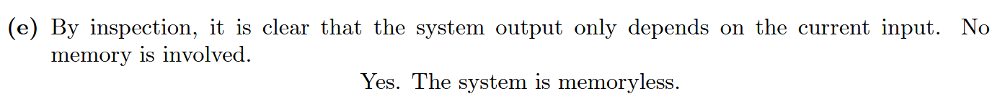 (e) By inspection, it is clear that the system output only depends on the current input. No
memory is involved.
Yes. The system is memoryless.